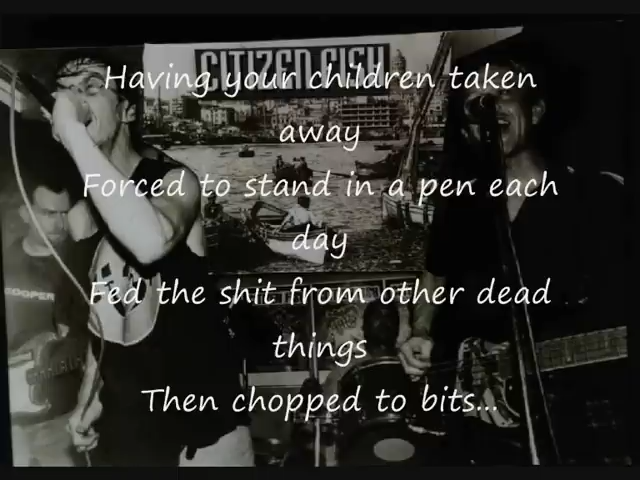 CITIZEN FISH
Having your children taken
away
Forced to stand in a pen each
day
Fed the shit from other dead
things
Then chopped to bits...
COOPER